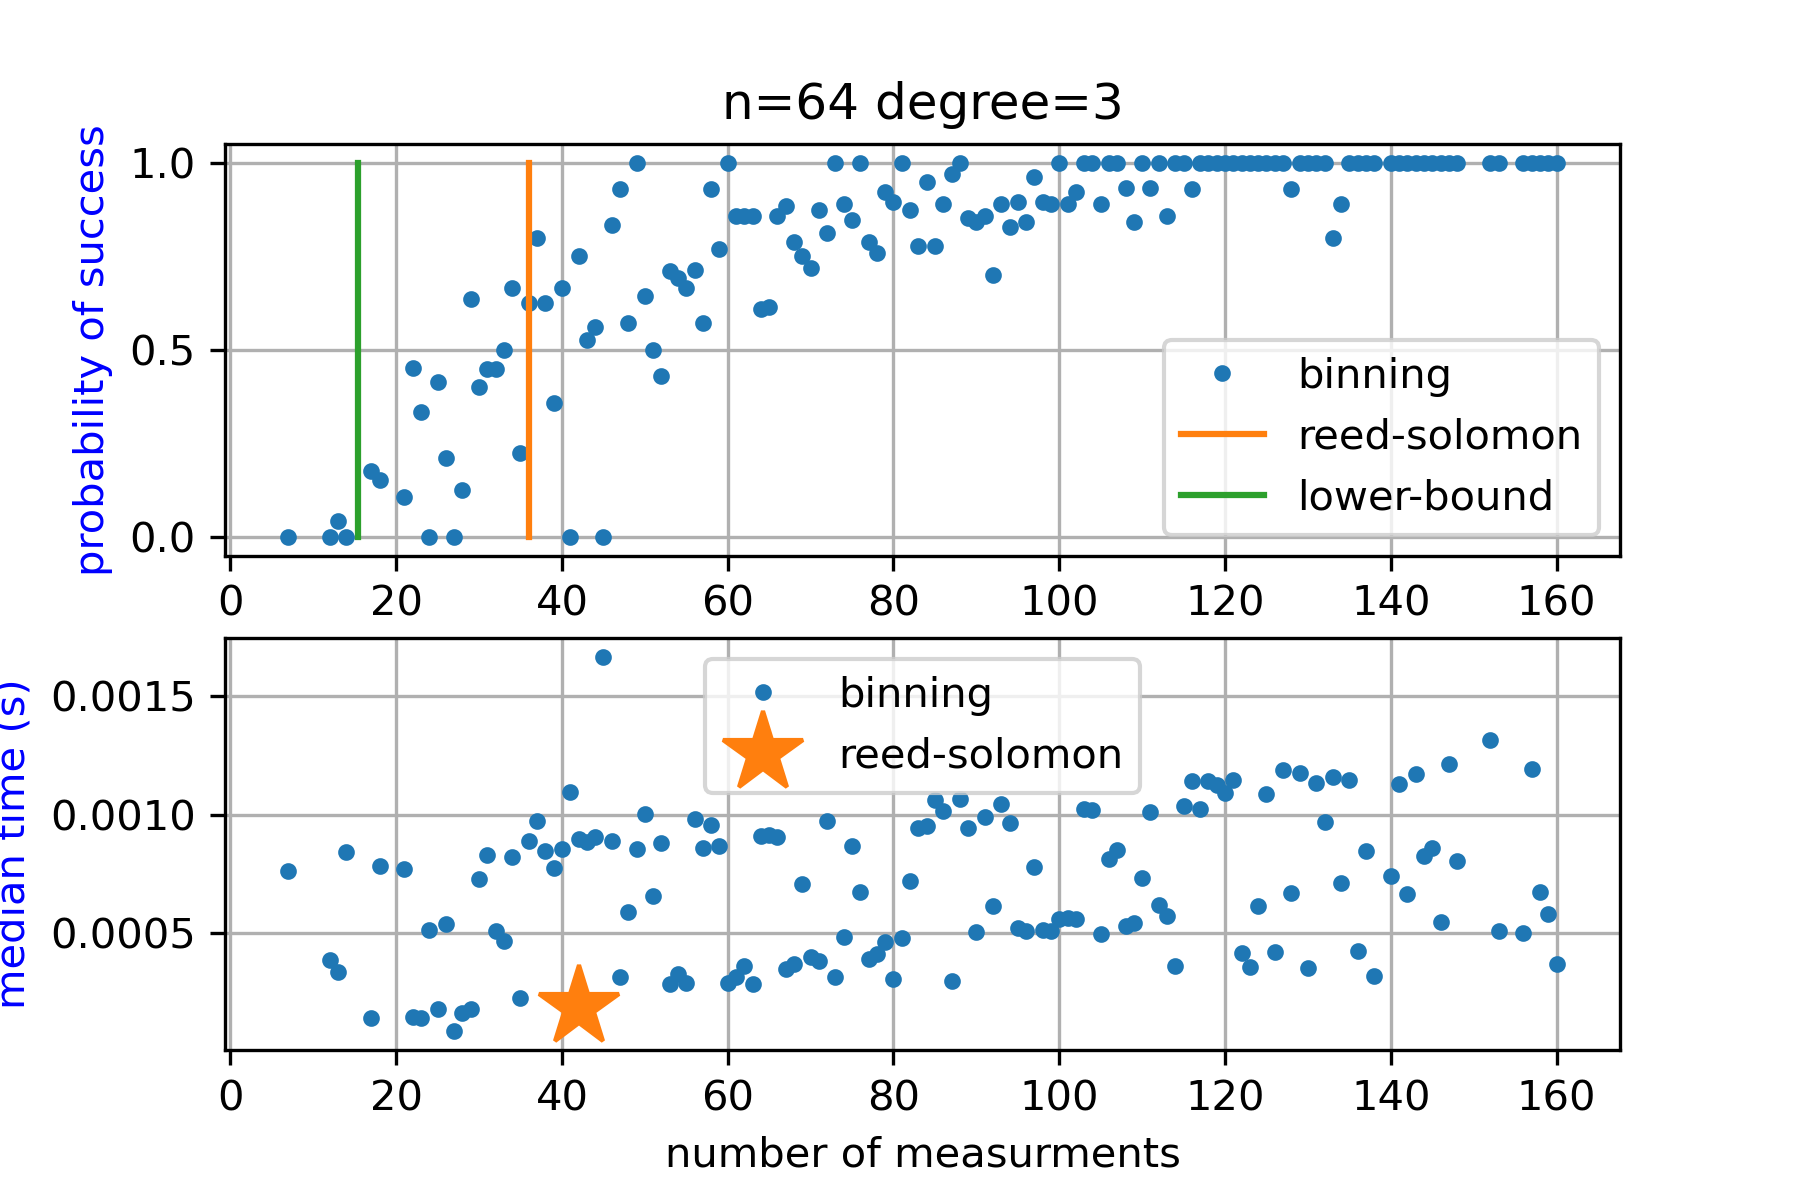 n=64 degree=3
probability of success
1.0
0.5
0.0
binning
reed-solomon
lower-bound
0 20 40 60 80 100 120 140 160
median time (s)
0.0015
0.0010
0.0005
binning
reed-solomon
0 20 40 60 80 100 120 140 160
number of measurments